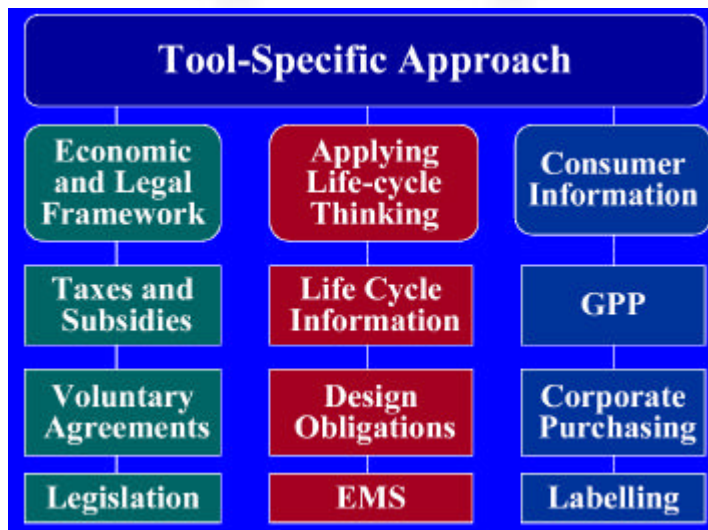 Tool-Specific Approach
Economic
and Legal
Framework
Taxes and
Subsidies
Voluntary
Agreements
Legislation
Applying
Life-cycle
Thinking
Life Cycle
Information
Design
Obligations
EMS
Consumer
Information
GPP
Corporate
Purchasing
Labelling